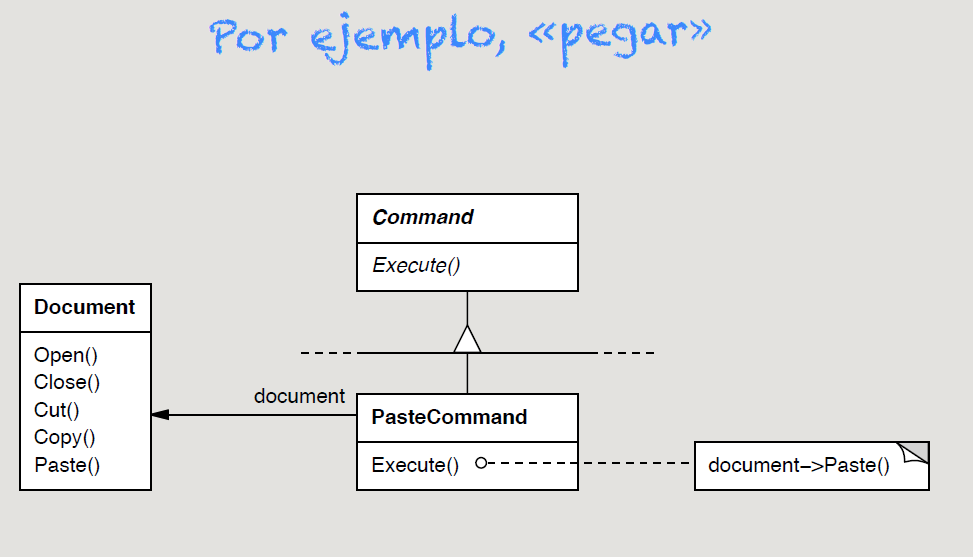 Por ejemplo, «pegar»
Command
Execute()
Document
Open()
Close()
Cut()
Copy()
Paste()
document
PasteCommand
Execute()
document–>Paste()